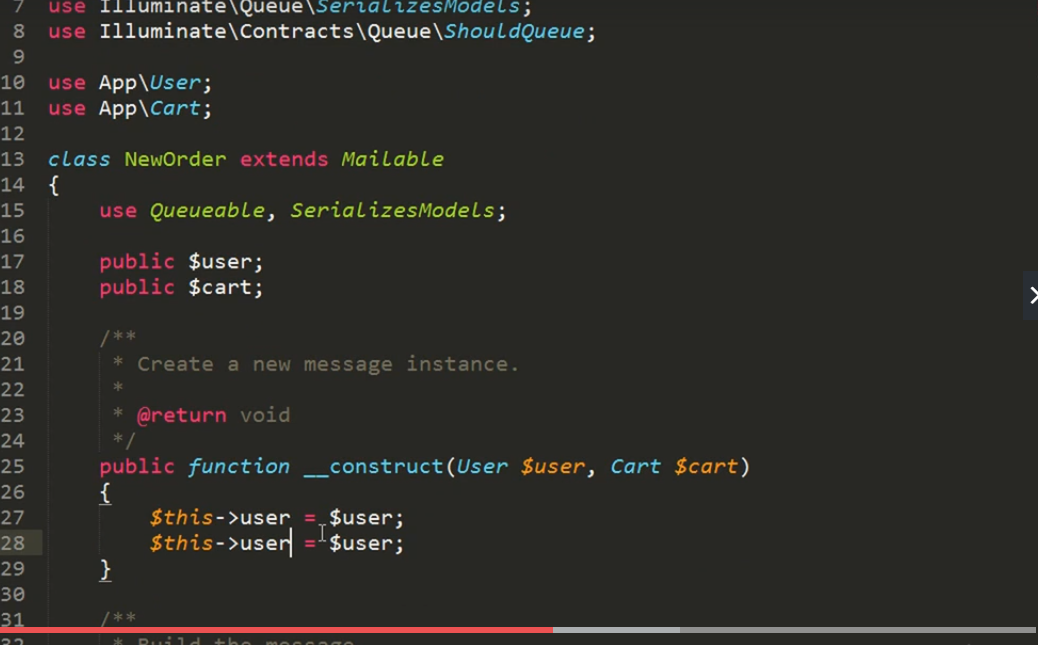 7 use Illuminate\Queue\SerializesModels;
8 use Illuminate\Contracts\Queue\ShouldQueue;
9
10 use App\User;
11 use App\Cart;
12
13 class NewOrder extends Mailable
14 {
15 use Queueable, SerializesModels;
16
17 public $user;
18 public $cart;
19
20 /**
21 * Create a new message instance.
22 *
23 * @return void
24 */
25 public function __construct(User $user, Cart $cart)
26 {
27 $this->user = $user;
28 $this->user = $user;
29 }
30
31 /**
32 * Build the message